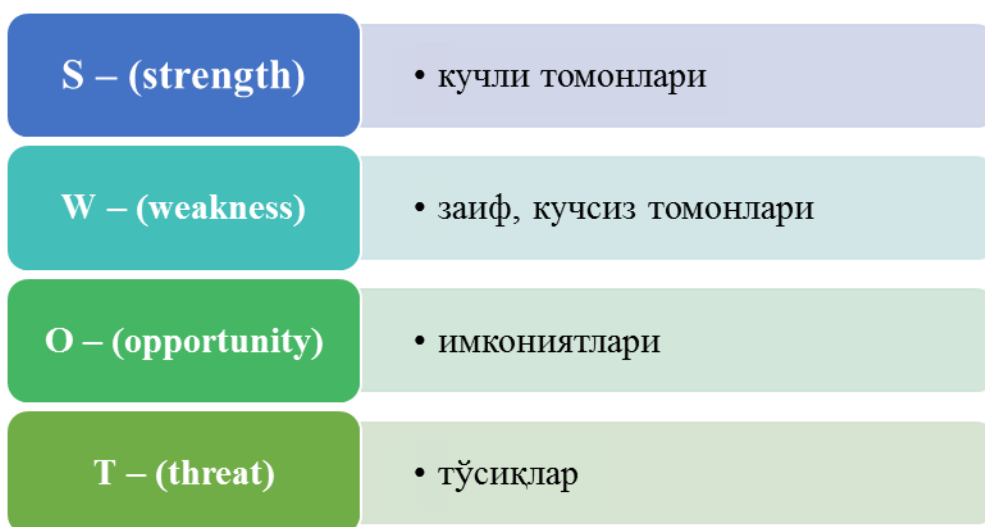 S – (strength)
• кучли томонлари
W – (weakness)
• заиф, кучсиз томонлари
O – (opportunity)
• имкониятлари
T – (threat)
• тўсиқлар